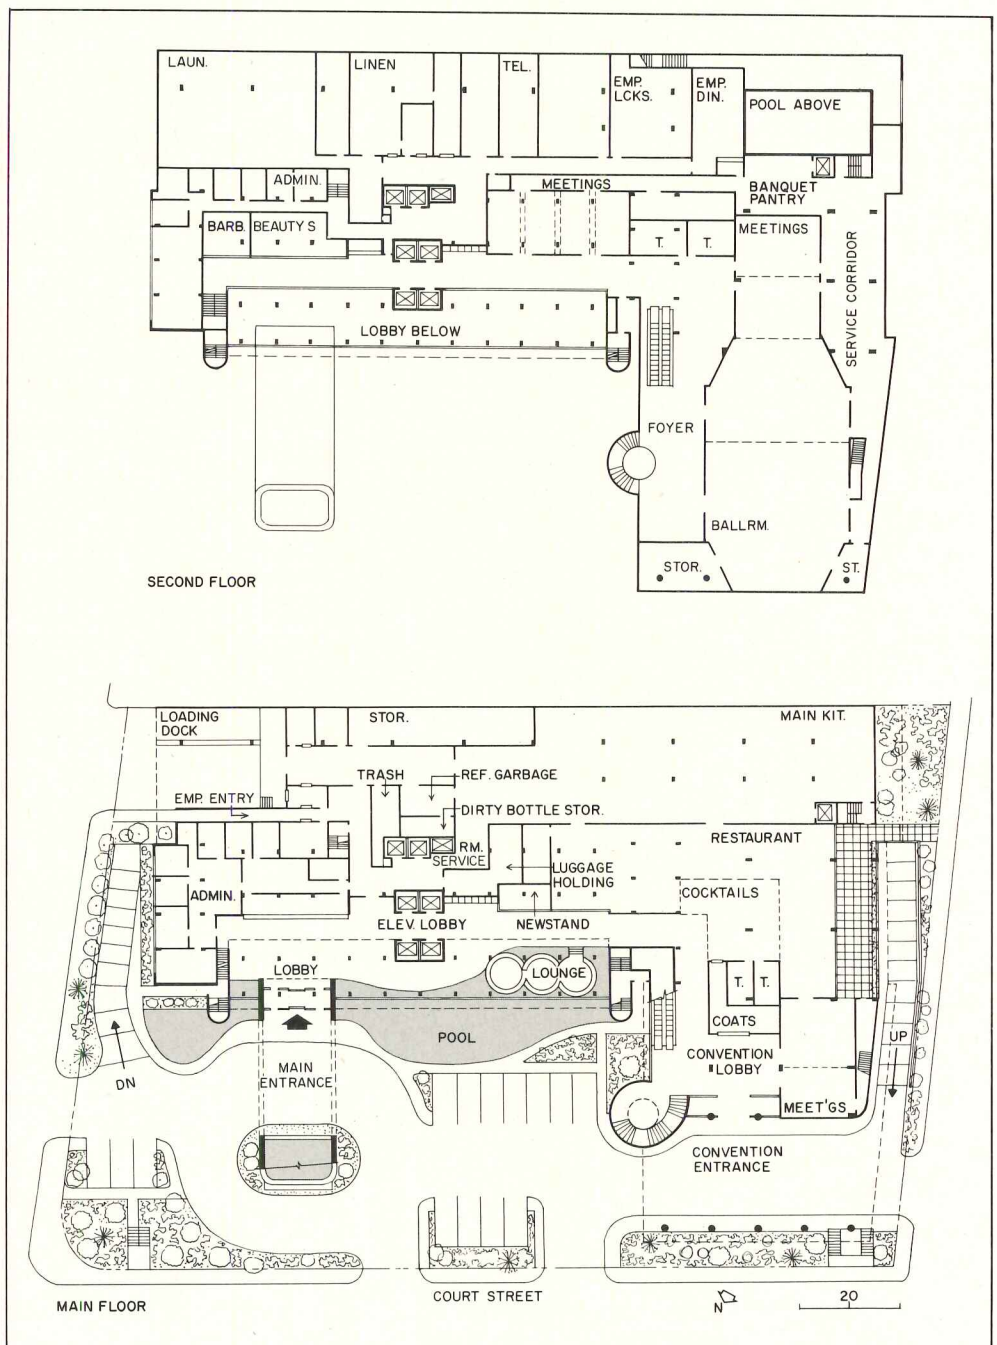 LAUN.
LINEN
TEL.
EMP.
LCKS.
EMP.
DIN.
POOL ABOVE
ADMIN.
MEETINGS
BANQUET
PANTRY
BARB.
BEAUTY S
T.
T.
MEETINGS
SERVICE CORRIDOR
LOBBY BELOW
FOYER
BALLRM.
STOR.
ST.
SECOND FLOOR
LOADING
DOCK
STOR.
MAIN KIT.
TRASH
REF. GARBAGE
EMP. ENTRY
DIRTY BOTTLE STOR.
RESTAURANT
RM.
SERVICE
LUGGAGE
HOLDING
COCKTAILS
ADMIN.
ELEV. LOBBY
NEWSTAND
LOBBY
LOUNGE
T.
T.
COATS
POOL
UP
CONVENTION
LOBBY
MAIN
ENTRANCE
DN
MEET'GS
CONVENTION
ENTRANCE
COURT STREET
N
20
MAIN FLOOR